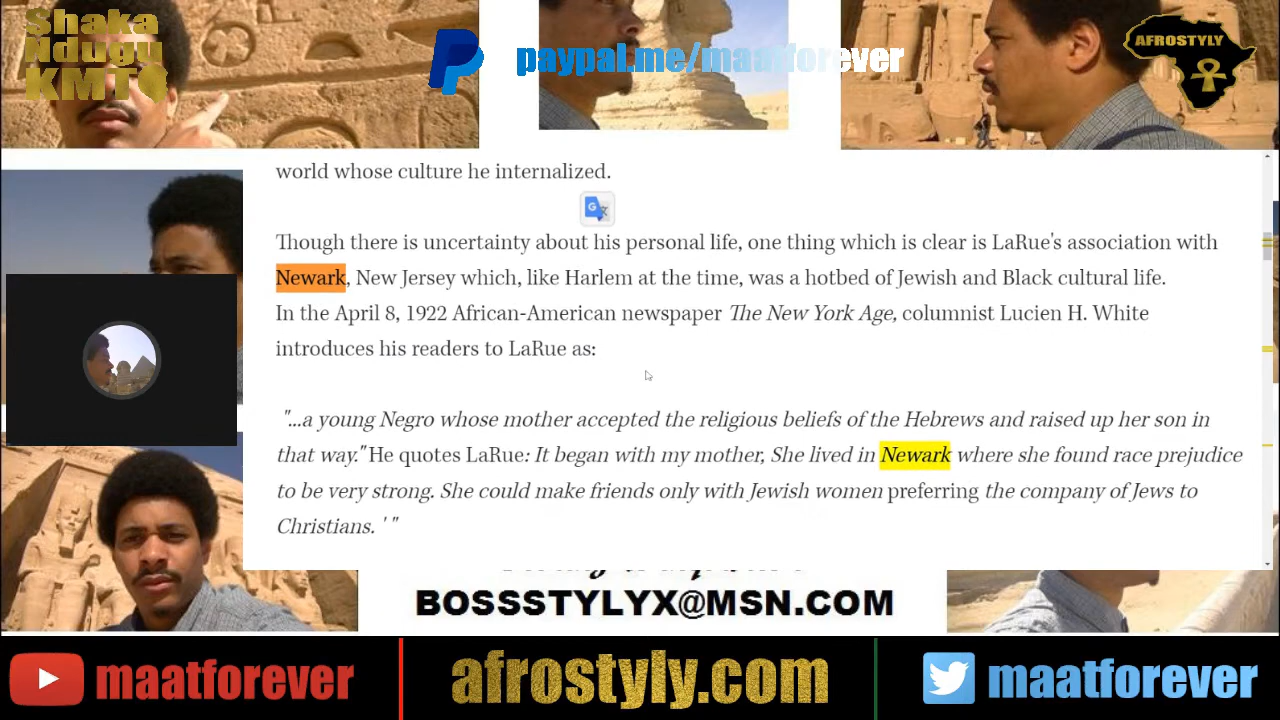 Shaka
Ndugu
KMT
paypal.me/maatforever
AFROSTYLY
world whose culture he internalized.
G
Though there is uncertainty about his personal life, one thing which is clear is LaRue's association with
Newark, New Jersey which, like Harlem at the time, was a hotbed of Jewish and Black cultural life.
In the April 8, 1922 African-American newspaper The New York Age, columnist Lucien H. White
introduces his readers to LaRue as:
"...a young Negro whose mother accepted the religious beliefs of the Hebrews and raised up her son in
that way." He quotes LaRue: It began with my mother, She lived in Newark where she found race prejudice
to be very strong. She could make friends only with Jewish women preferring the company of Jews to
Christians. ' "
BOSSSTYLYX@MSN.COM
maatforever
afrostyly.com
maatforever